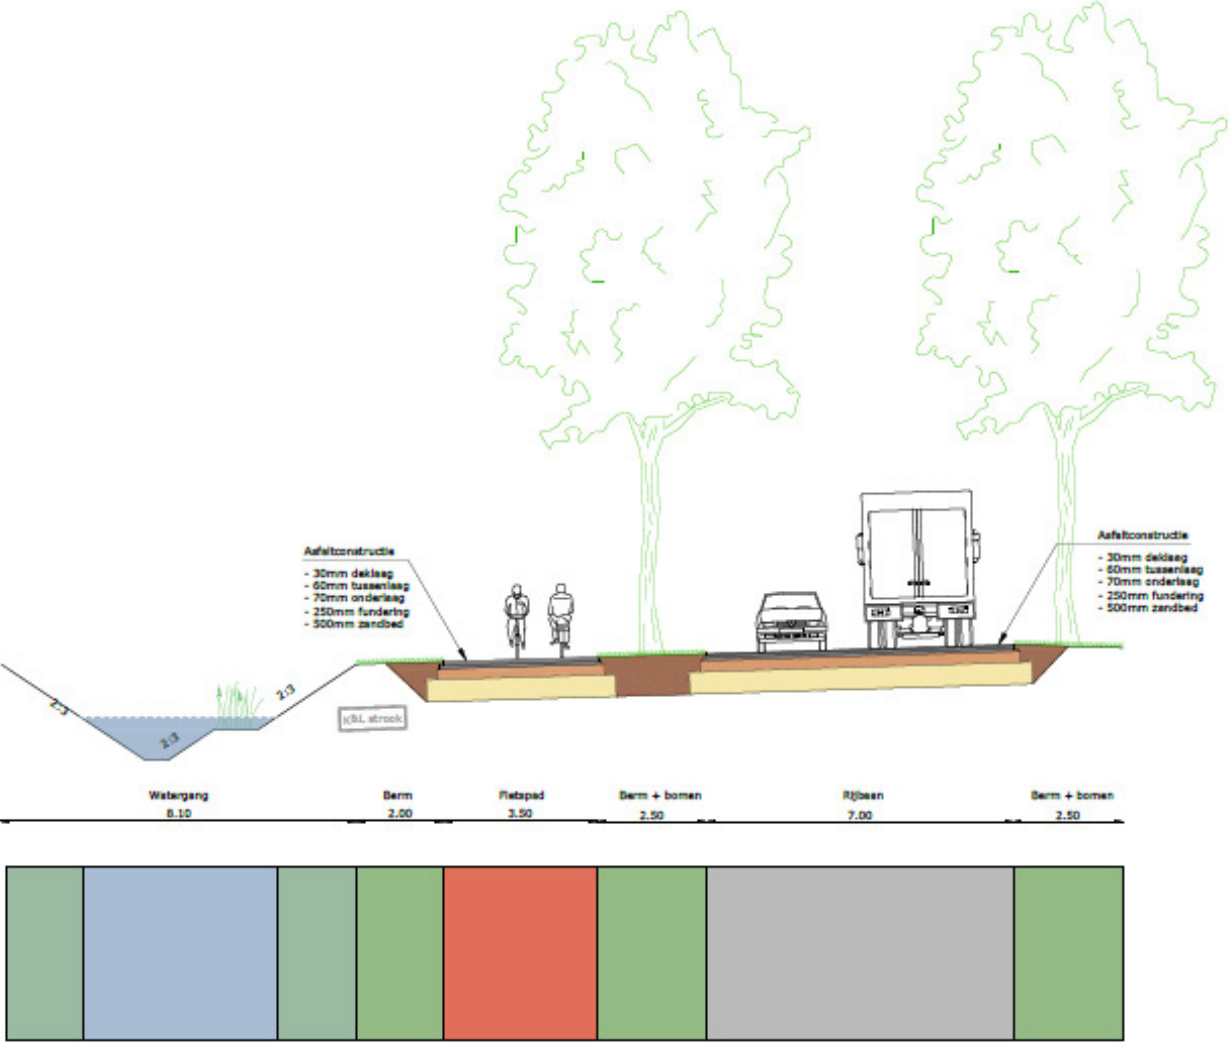 Asfaltconstructie
- 30mm deklaag
- 60mm tussenlaag
- 70mm onderlaag
- 250mm fundering
- 500mm zandbed
Asfaltconstructie
- 30mm deklaag
- 60mm tussenlaag
- 70mm onderlaag
- 250mm fundering
- 500mm zandbed
2:3
2:3
2:3
K&L strook
Watergang
8.10
Berm
2.00
Fietspad
3.50
Berm + bomen
2.50
Rijbaan
7.00
Berm + bomen
2.50